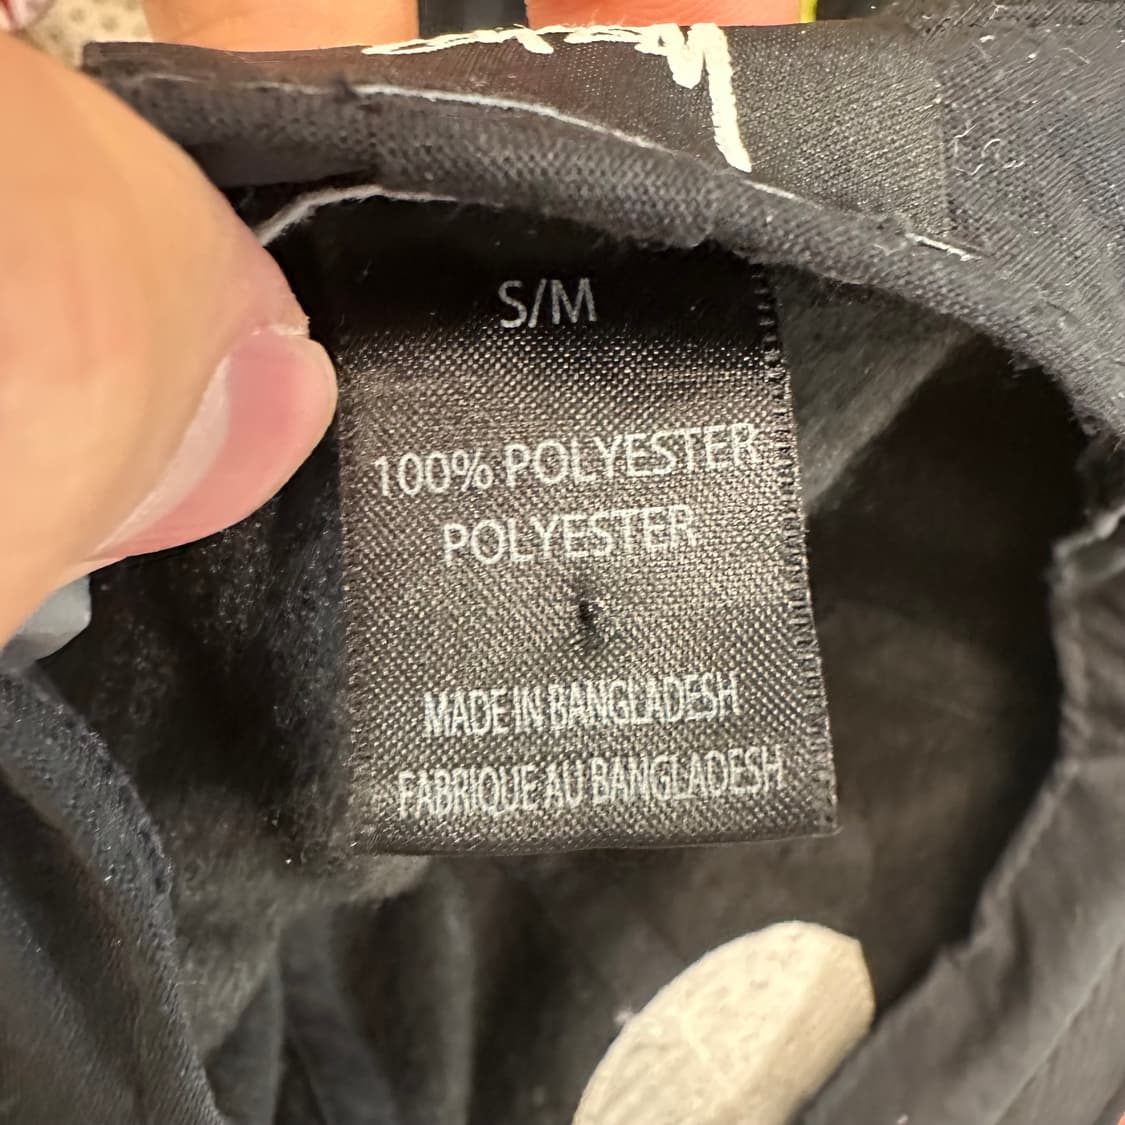 S/M
100% POLYESTER
POLYESTER
MADE IN BANGLADESH
FABRIQUE AU BANGLADESH